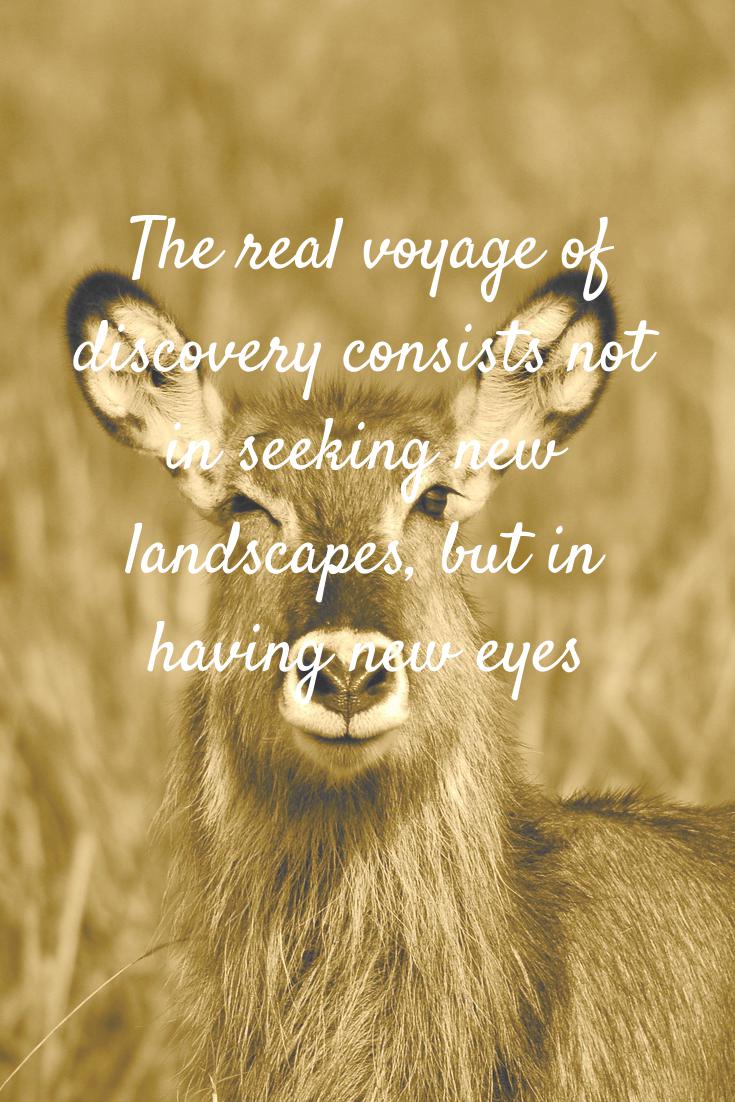 The real voyage of
discovery consists not
in seeking new
landscapes, but in
having new eyes